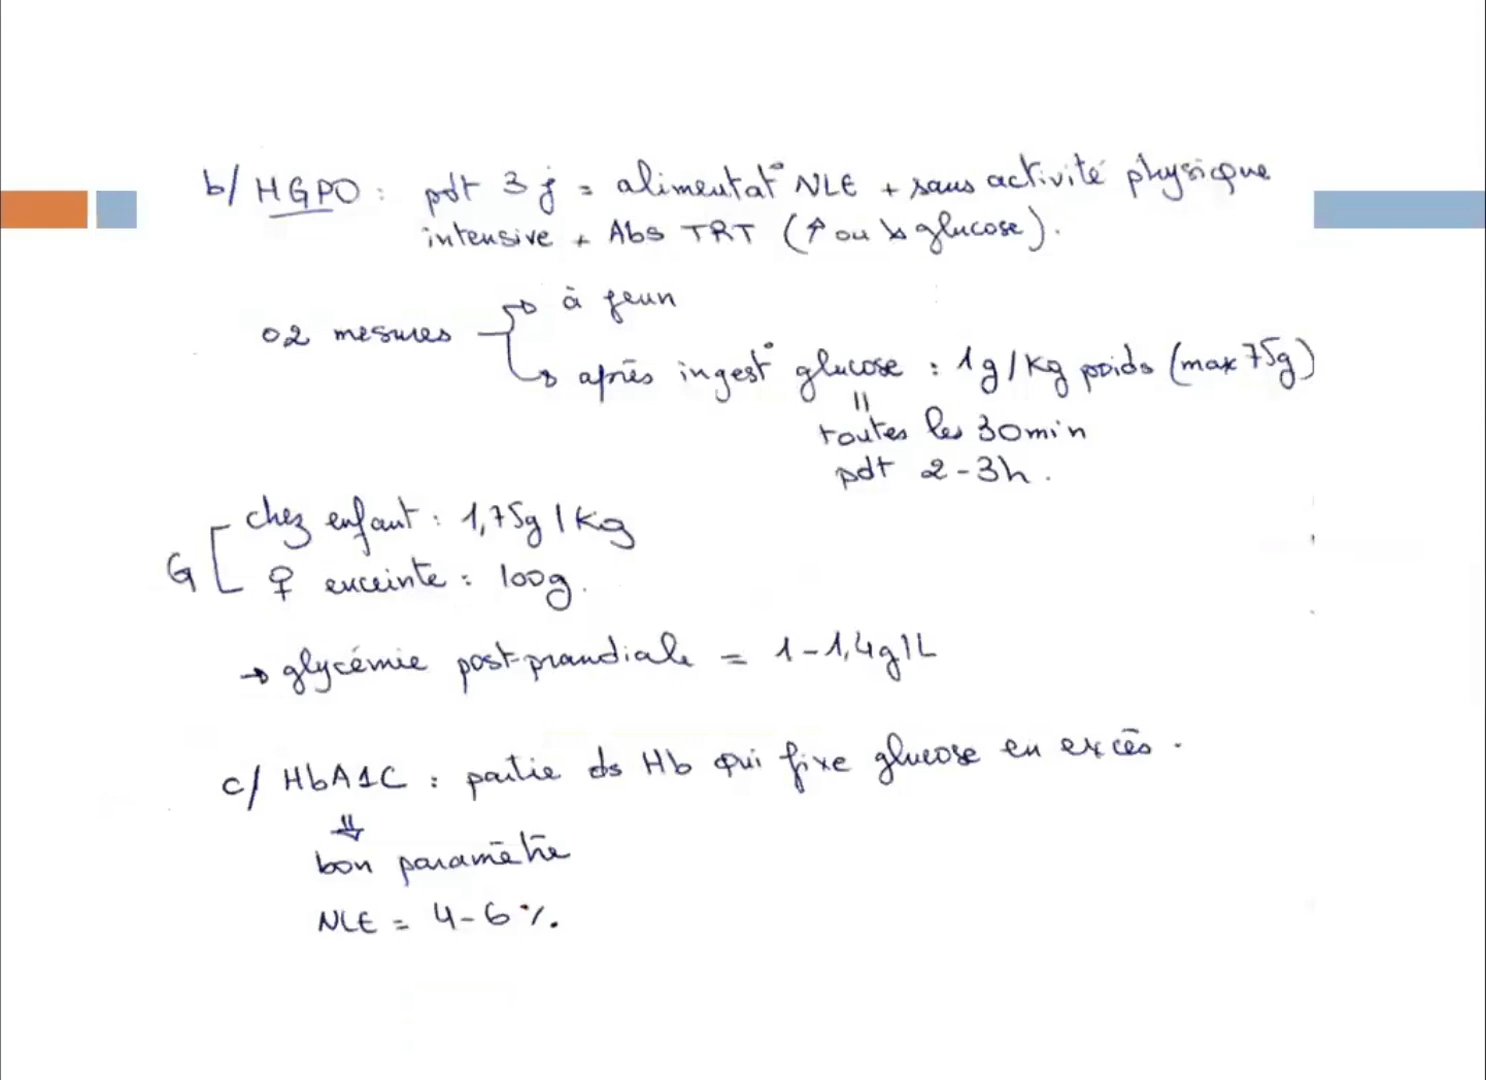 b/ HGPO : pdt 3 j = alimentat° NLE + sans activité physique
intensive + Abs TRT (↑ ou ↘ glucose).
02 mesures → à jeun
→ après ingest° glucose : 1g/Kg poids (max 75g)
toutes les 30min
pdt 2-3h.
G [ chez enfant : 1,75g/Kg
♀ enceinte : 100g.
→ glycémie post-prandiale = 1-1,4g/L
c/ HbA1C : partie ds Hb qui fixe glucose en excès.
⇓
bon paramètre
NLE = 4-6%.